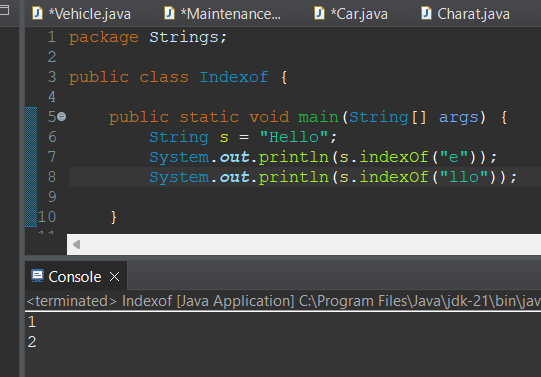 *Vehicle.java *Maintenance... *Car.java Charat.java
1 package Strings;
2
3 public class Indexof {
4
5 public static void main(String[] args) {
6 String s = "Hello";
7 System.out.println(s.indexOf("e"));
8 System.out.println(s.indexOf("llo"));
9
10 }
11
Console
<terminated> Indexof [Java Application] C:\Program Files\Java\jdk-21\bin\jav
1
2